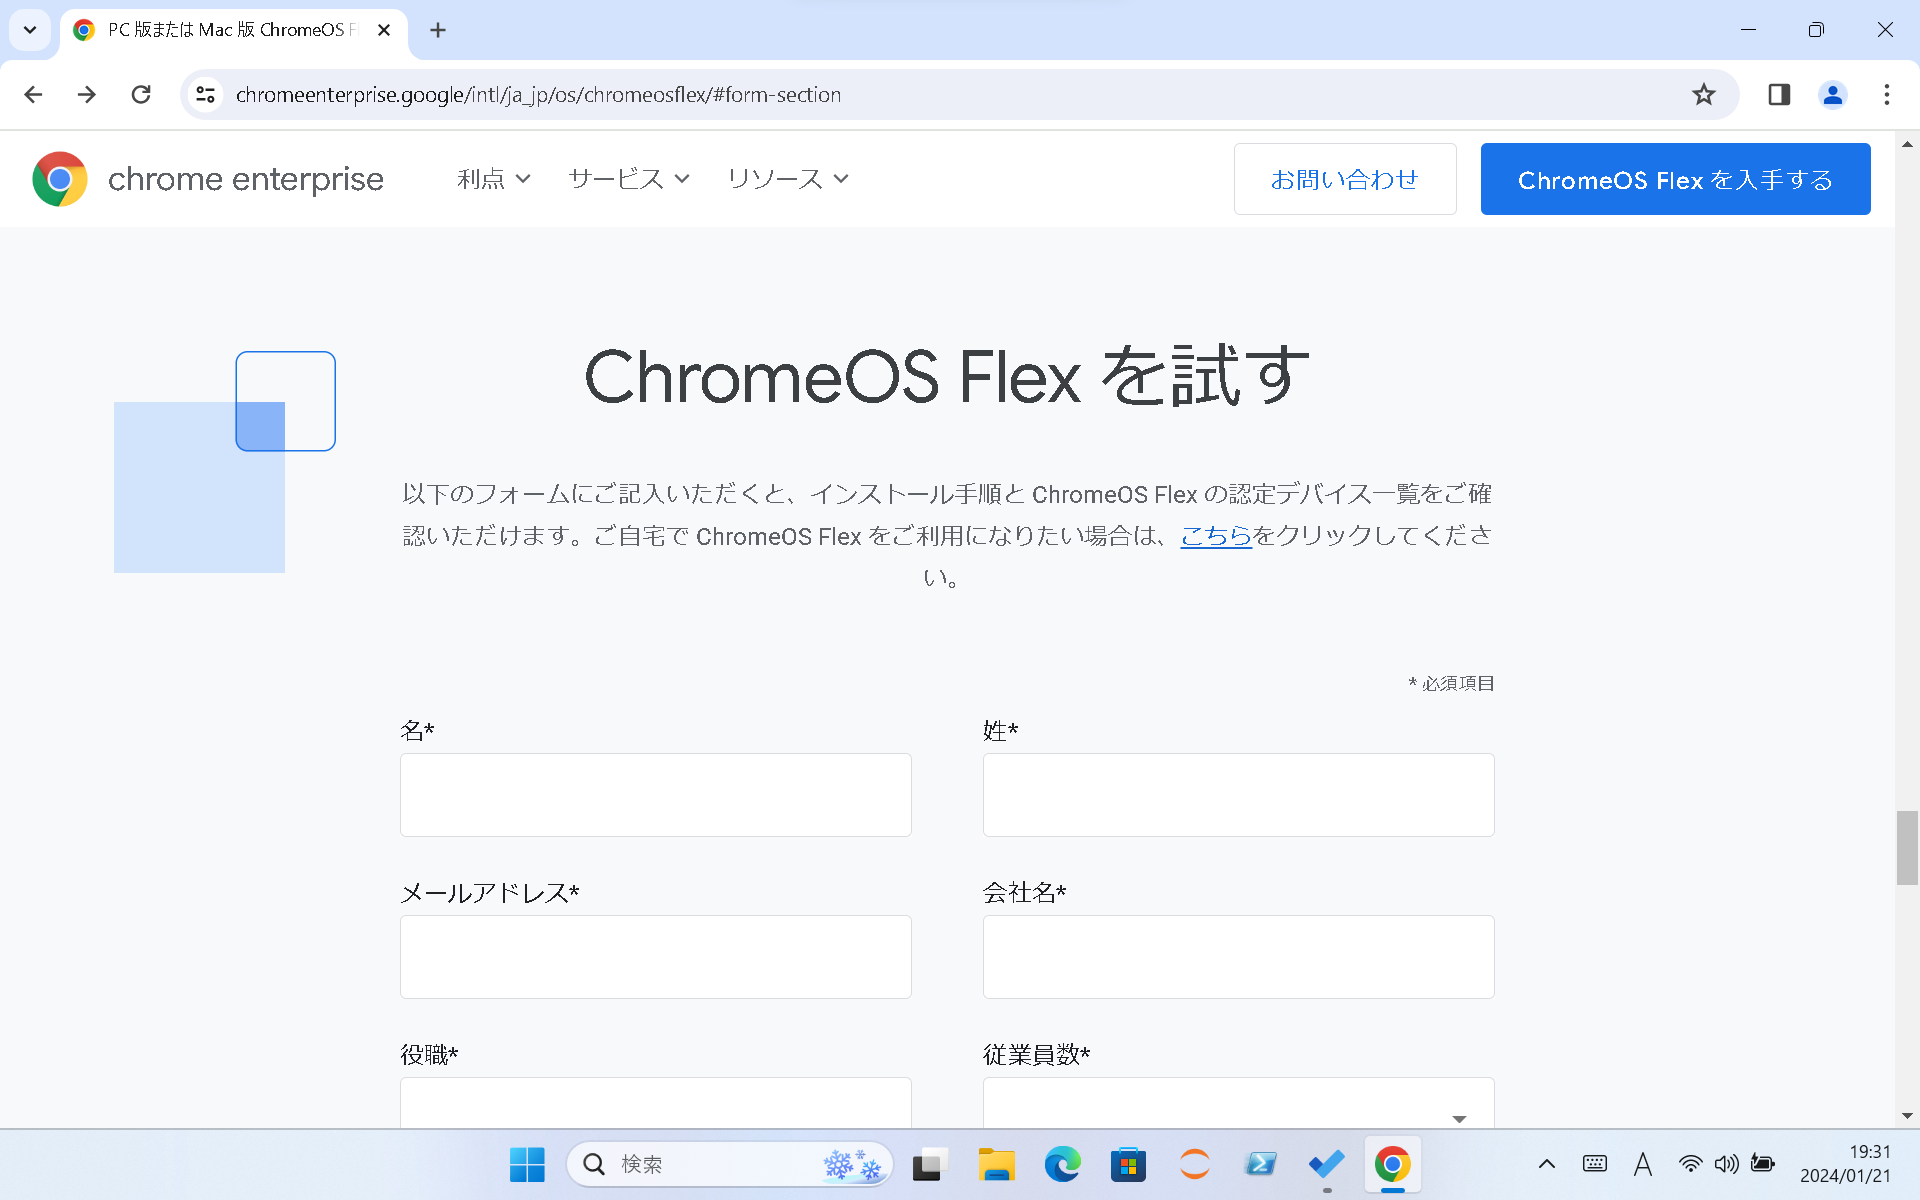 PC 版または Mac 版 ChromeOS F
chromeenterprise.google/intl/ja_jp/os/chromeosflex/#form-section
chrome enterprise
利点
サービス
リソース
お問い合わせ
ChromeOS Flex を入手する
ChromeOS Flex を試す
以下のフォームにご記入いただくと、インストール手順と ChromeOS Flex の認定デバイス一覧をご確
認いただけます。ご自宅で ChromeOS Flex をご利用になりたい場合は、こちらをクリックしてくださ
い。
* 必須項目
名*
姓*
メールアドレス*
会社名*
役職*
従業員数*
検索
A
19:31
2024/01/21